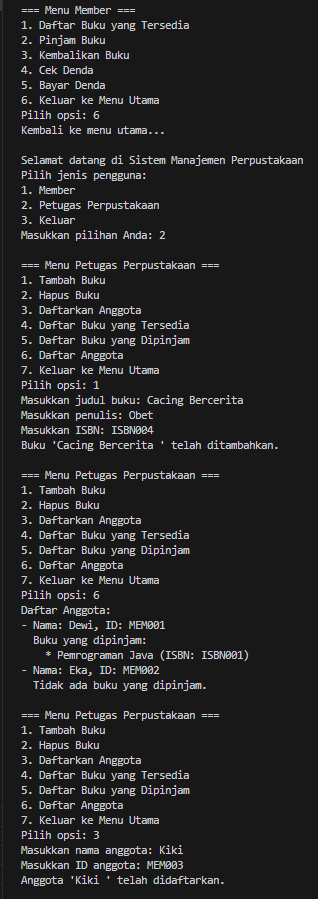 === Menu Member ===
1. Daftar Buku yang Tersedia
2. Pinjam Buku
3. Kembalikan Buku
4. Cek Denda
5. Bayar Denda
6. Keluar ke Menu Utama
Pilih opsi: 6
Kembali ke menu utama...

Selamat datang di Sistem Manajemen Perpustakaan
Pilih jenis pengguna:
1. Member
2. Petugas Perpustakaan
3. Keluar
Masukkan pilihan Anda: 2

=== Menu Petugas Perpustakaan ===
1. Tambah Buku
2. Hapus Buku
3. Daftarkan Anggota
4. Daftar Buku yang Tersedia
5. Daftar Buku yang Dipinjam
6. Daftar Anggota
7. Keluar ke Menu Utama
Pilih opsi: 1
Masukkan judul buku: Cacing Bercerita
Masukkan penulis: Obet
Masukkan ISBN: ISBN004
Buku 'Cacing Bercerita ' telah ditambahkan.

=== Menu Petugas Perpustakaan ===
1. Tambah Buku
2. Hapus Buku
3. Daftarkan Anggota
4. Daftar Buku yang Tersedia
5. Daftar Buku yang Dipinjam
6. Daftar Anggota
7. Keluar ke Menu Utama
Pilih opsi: 6
Daftar Anggota:
- Nama: Dewi, ID: MEM001
  Buku yang dipinjam:
    * Pemrograman Java (ISBN: ISBN001)
- Nama: Eka, ID: MEM002
  Tidak ada buku yang dipinjam.

=== Menu Petugas Perpustakaan ===
1. Tambah Buku
2. Hapus Buku
3. Daftarkan Anggota
4. Daftar Buku yang Tersedia
5. Daftar Buku yang Dipinjam
6. Daftar Anggota
7. Keluar ke Menu Utama
Pilih opsi: 3
Masukkan nama anggota: Kiki
Masukkan ID anggota: MEM003
Anggota 'Kiki ' telah didaftarkan.